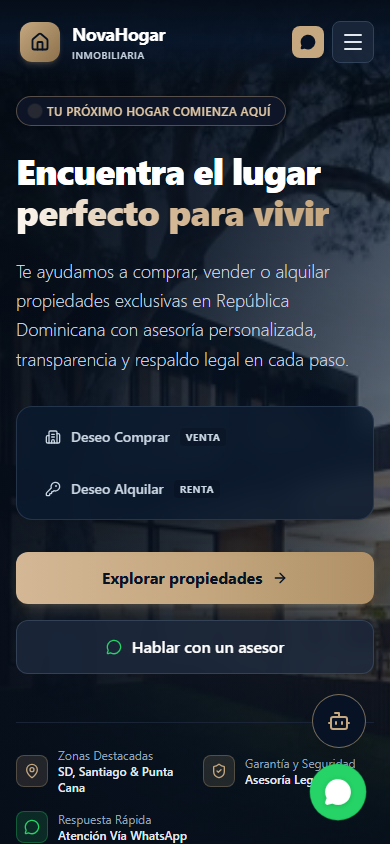 NovaHogar
INMOBILIARIA
TU PRÓXIMO HOGAR COMIENZA AQUÍ
Encuentra el lugar
perfecto para vivir
Te ayudamos a comprar, vender o alquilar
propiedades exclusivas en República
Dominicana con asesoría personalizada,
transparencia y respaldo legal en cada paso.
Deseo Comprar VENTA
Deseo Alquilar RENTA
Explorar propiedades →
Hablar con un asesor
Zonas Destacadas
SD, Santiago & Punta
Cana
Garantía y Seguridad
Asesoría
Respuesta Rápida
Atención Vía WhatsApp